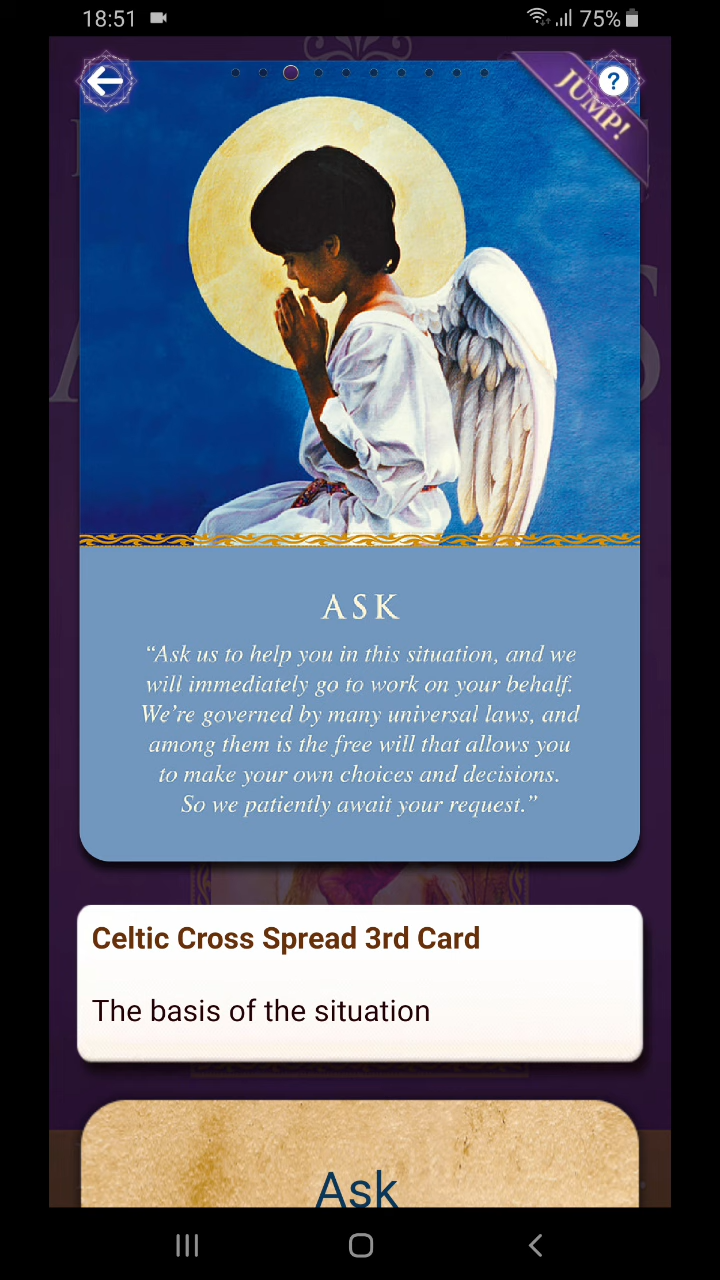 18:51
75%
JUMP!
?
ASK
“Ask us to help you in this situation, and we
will immediately go to work on your behalf.
We’re governed by many universal laws, and
among them is the free will that allows you
to make your own choices and decisions.
So we patiently await your request.”
Celtic Cross Spread 3rd Card
The basis of the situation
Ask